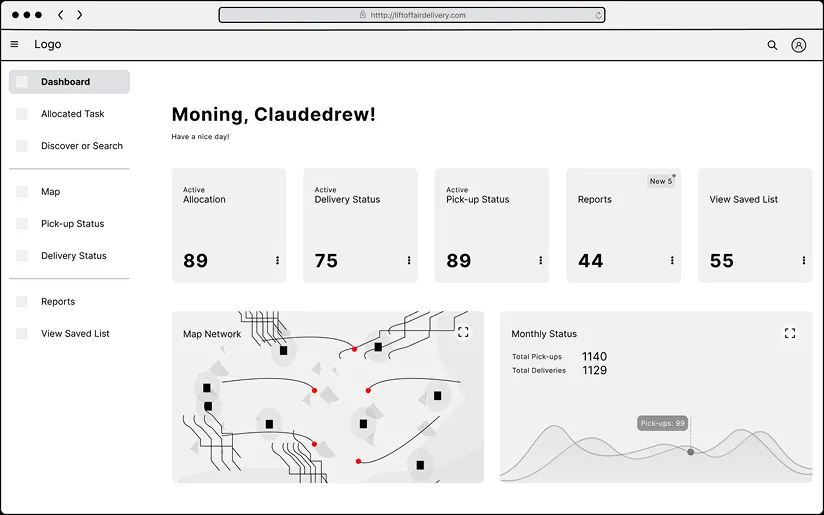 htttp://liftoffairdelivery.com
Logo
Dashboard
Allocated Task
Discover or Search
Map
Pick-up Status
Delivery Status
Reports
View Saved List
Moning, Claudedrew!
Have a nice day!
Active
Allocation
89
Active
Delivery Status
75
Active
Pick-up Status
89
New 5
Reports
44
View Saved List
55
Map Network
Monthly Status
Total Pick-ups 1140
Total Deliveries 1129
Pick-ups: 99